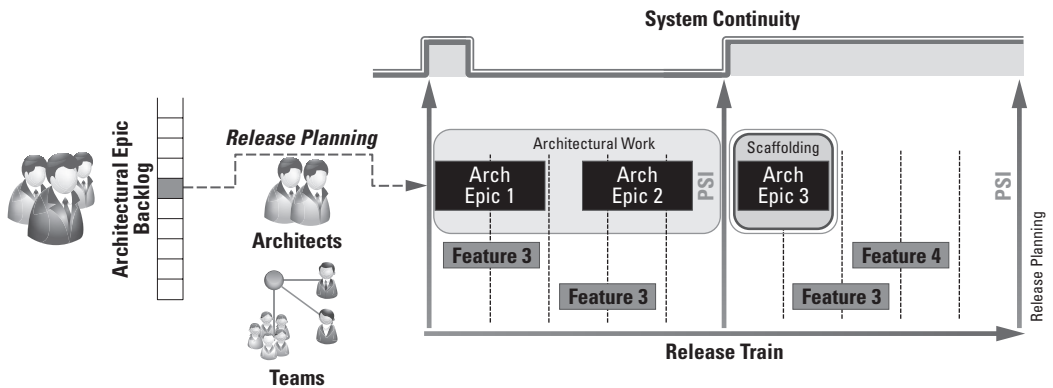 System Continuity
Architectural Epic
Backlog
Release Planning
Architects
Teams
Architectural Work
Arch
Epic 1
Arch
Epic 2
PSI
Scaffolding
Arch
Epic 3
PSI
Feature 3
Feature 3
Feature 4
Feature 3
Release Planning
Release Train